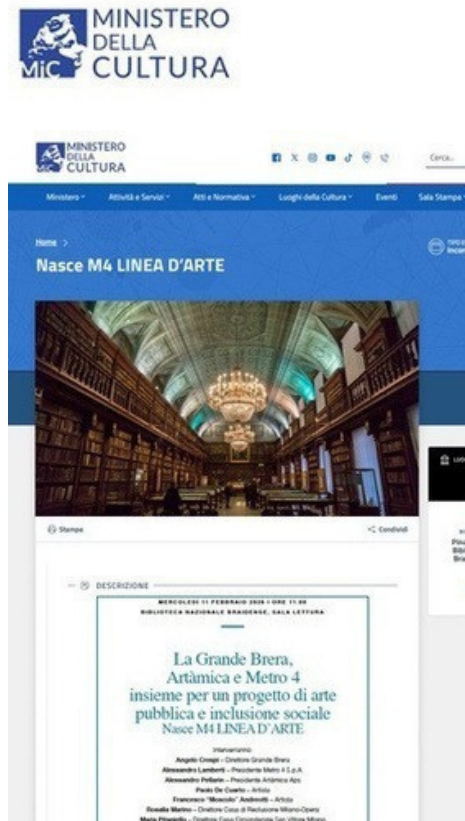 MiC
MINISTERO
DELLA
CULTURA
MINISTERO
DELLA
CULTURA
Cerca...
Ministero
Attività e Servizi
Atti e Normativa
Luoghi della Cultura
Eventi
Sala Stampa
Home >
Nasce M4 LINEA D'ARTE
Stampa
Condividi
DESCRIZIONE
MERCOLEDÌ 11 FEBBRAIO 2026 I ORE 11.00
BIBLIOTECA NAZIONALE BRAIDENSE, SALA LETTURA
La Grande Brera,
Artàmica e Metro 4
insieme per un progetto di arte
pubblica e inclusione sociale
Nasce M4 LINEA D'ARTE
Interverranno:
Angelo Crespi – Direttore Grande Brera
Alessandro Lamberti – Presidente Metro 4 S.p.A.
Alessandro Pellarin – Presidente Artàmica Aps
Paolo De Cuarto – Artista
Francesco "Moscolo" Andreotti – Artista
Rosalia Marino – Direttore Casa di Reclusione Milano-Opera